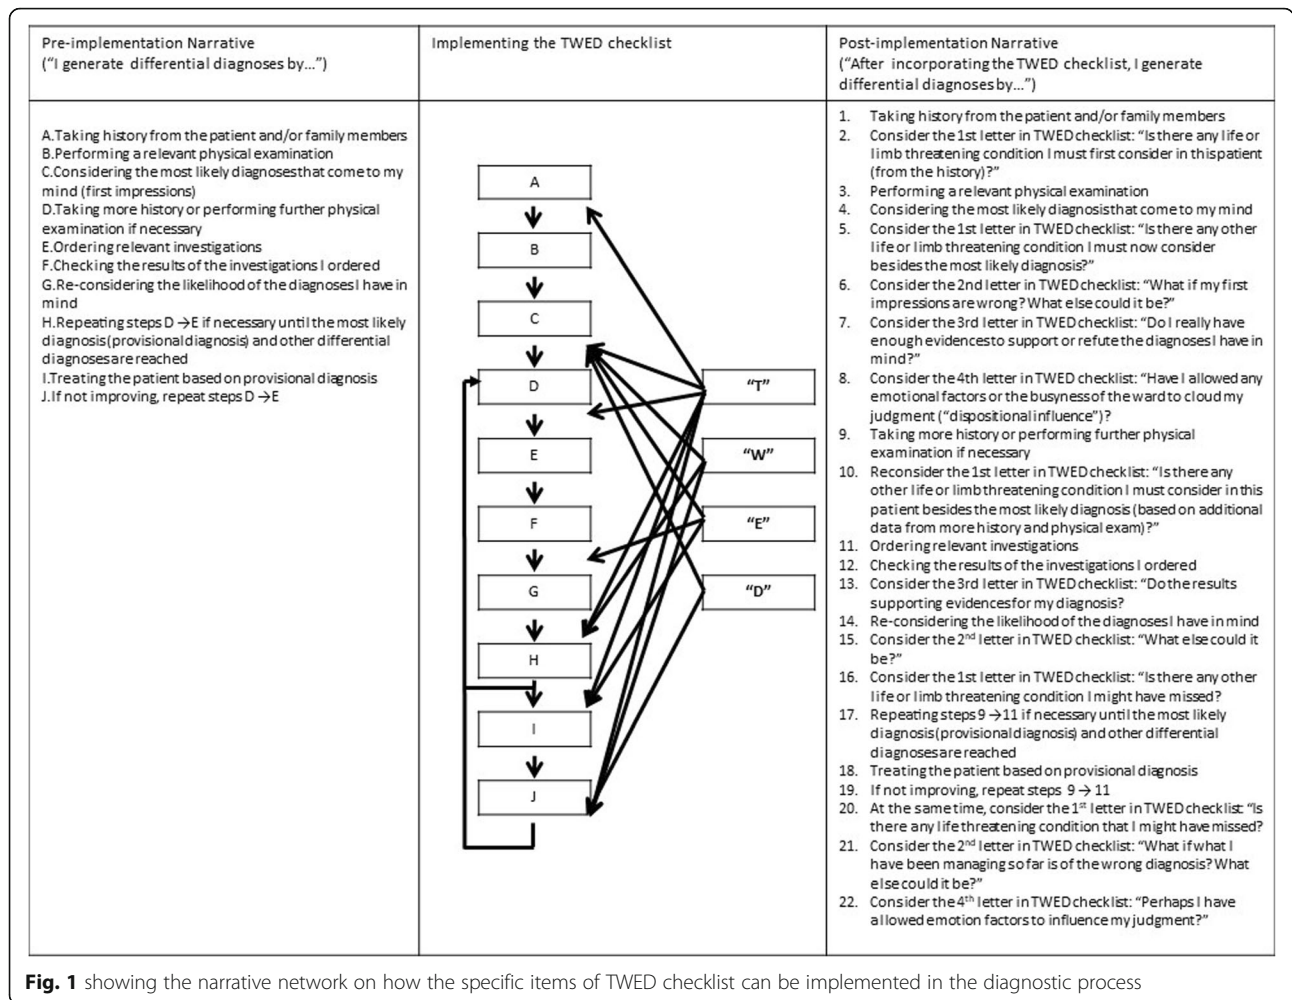 Pre-implementation Narrative
("I generate differential diagnoses by...")
Implementing the TWED checklist
Post-implementation Narrative
("After incorporating the TWED checklist, I generate
differential diagnoses by...")
A.Taking history from the patient and/or family members
B.Performing a relevant physical examination
C.Considering the most likely diagnoses that come to my
mind (first impressions)
D.Taking more history or performing further physical
examination if necessary
E.Ordering relevant investigations
F.Checking the results of the investigations I ordered
G.Re-considering the likelihood of the diagnoses I have in
mind
H.Repeating steps D → E if necessary until the most likely
diagnosis (provisional diagnosis) and other differential
diagnoses are reached
I.Treating the patient based on provisional diagnosis
J.If not improving, repeat steps D → E
A
B
C
D
E
F
G
H
I
J
"T"
"W"
"E"
"D"
1. Taking history from the patient and/or family members
2. Consider the 1st letter in TWED checklist: "Is there any life or
limb threatening condition I must first consider in this patient
(from the history)?"
3. Performing a relevant physical examination
4. Considering the most likely diagnosis that come to my mind
5. Consider the 1st letter in TWED checklist: "Is there any other
life or limb threatening condition I must now consider
besides the most likely diagnosis?"
6. Consider the 2nd letter in TWED checklist: "What if my first
impressions are wrong? What else could it be?"
7. Consider the 3rd letter in TWED checklist: "Do I really have
enough evidences to support or refute the diagnoses I have in
mind?"
8. Consider the 4th letter in TWED checklist: "Have I allowed any
emotional factors or the busyness of the ward to cloud my
judgment ("dispositional influence")?
9. Taking more history or performing further physical
examination if necessary
10. Reconsider the 1st letter in TWED checklist: "Is there any
other life or limb threatening condition I must consider in this
patient besides the most likely diagnosis (based on additional
data from more history and physical exam)?"
11. Ordering relevant investigations
12. Checking the results of the investigations I ordered
13. Consider the 3rd letter in TWED checklist: "Do the results
supporting evidences for my diagnosis?
14. Re-considering the likelihood of the diagnoses I have in mind
15. Consider the 2nd letter in TWED checklist: "What else could it
be?"
16. Consider the 1st letter in TWED checklist: "Is there any other
life or limb threatening condition I might have missed?
17. Repeating steps 9 → 11 if necessary until the most likely
diagnosis (provisional diagnosis) and other differential
diagnoses are reached
18. Treating the patient based on provisional diagnosis
19. If not improving, repeat steps 9 → 11
20. At the same time, consider the 1st letter in TWED checklist: "Is
there any life threatening condition that I might have missed?
21. Consider the 2nd letter in TWED checklist: "What if what I
have been managing so far is of the wrong diagnosis? What
else could it be?"
22. Consider the 4th letter in TWED checklist: "Perhaps I have
allowed emotion factors to influence my judgment?"
Fig. 1 showing the narrative network on how the specific items of TWED checklist can be implemented in the diagnostic process